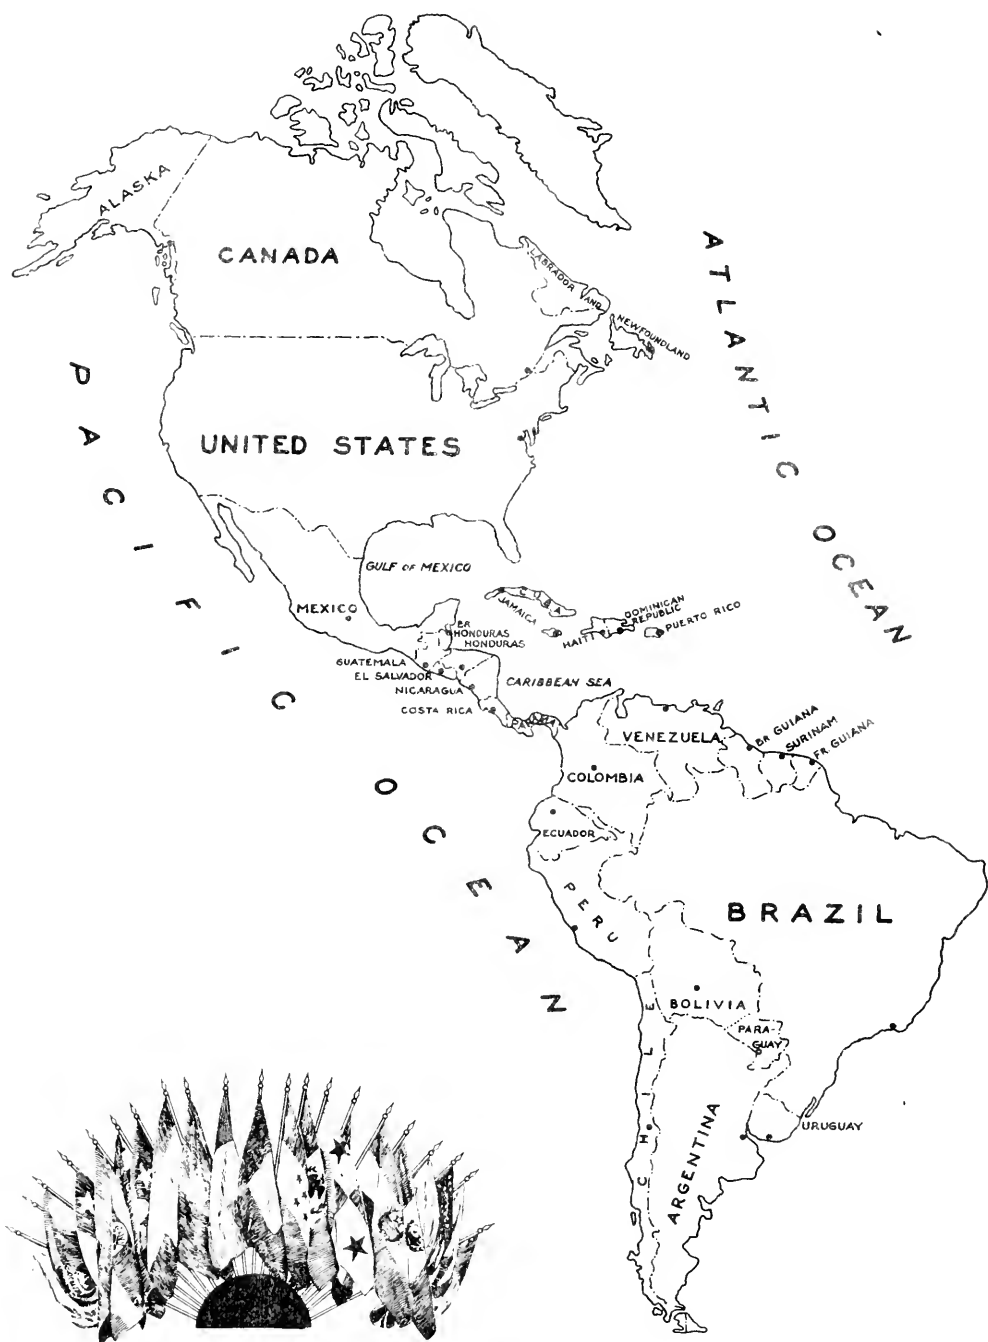 ALASKA
CANADA
LABRADOR AND
NEWFOUNDLAND
ATLANTIC OCEAN
PACIFIC OCEAN
UNITED STATES
GULF OF MEXICO
MEXICO
CUBA
JAMAICA
HAITI
DOMINICAN
REPUBLIC
PUERTO RICO
BR
HONDURAS
HONDURAS
GUATEMALA
EL SALVADOR
NICARAGUA
COSTA RICA
PANAMA
CARIBBEAN SEA
VENEZUELA
BR GUIANA
SURINAM
FR. GUIANA
COLOMBIA
ECUADOR
PERU
BRAZIL
BOLIVIA
PARA-
GUAY
CHILE
ARGENTINA
URUGUAY